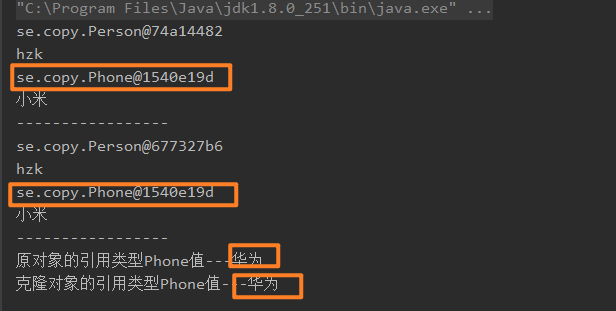 "C:\Program Files\Java\jdk1.8.0_251\bin\java.exe" ...
se.copy.Person@74a14482
hzk
se.copy.Phone@1540e19d
小米
-----------------
se.copy.Person@677327b6
hzk
se.copy.Phone@1540e19d
小米
-----------------
原对象的引用类型Phone值---华为
克隆对象的引用类型Phone值---华为